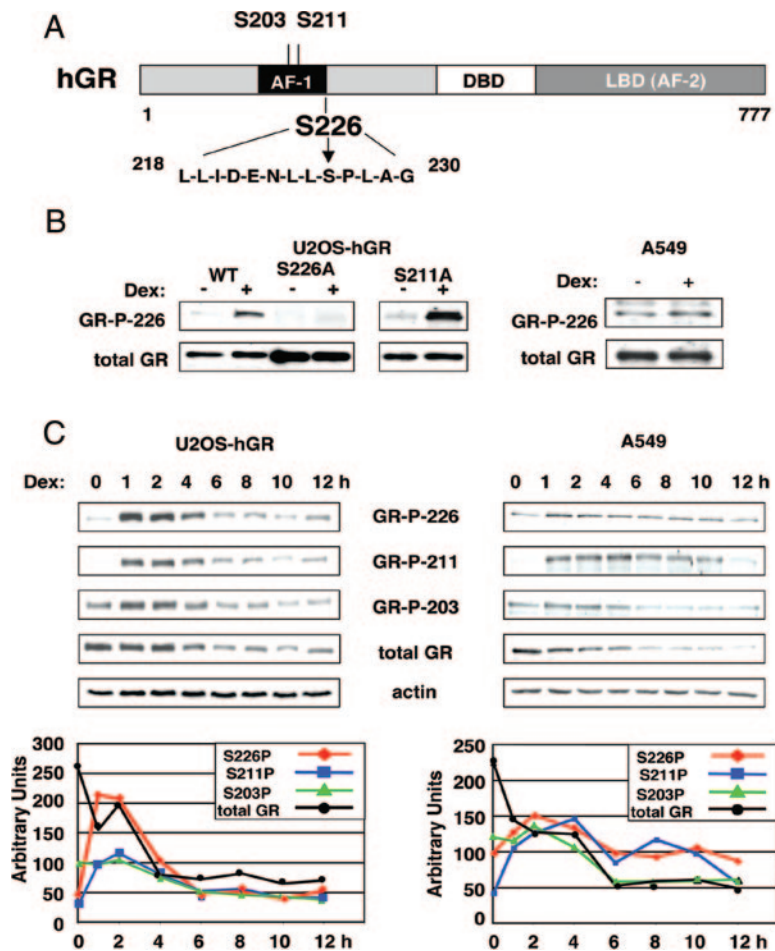 A
S203 S211
hGR
AF-1
DBD
LBD (AF-2)
1
777
S226
218
230
L-L-I-D-E-N-L-L-S-P-L-A-G
B
U2OS-hGR
A549
WT
S226A
S211A
Dex: - + - + - +
Dex: - +
GR-P-226
GR-P-226
total GR
total GR
C
U2OS-hGR
A549
Dex: 0 1 2 4 6 8 10 12 h
0 1 2 4 6 8 10 12 h
GR-P-226
GR-P-211
GR-P-203
total GR
actin
Arbitrary Units
300
250
200
150
100
50
0
S226P
S211P
S203P
total GR
0 2 4 6 8 10 12 h
Arbitrary Units
250
200
150
100
50
0
S226P
S211P
S203P
total GR
0 2 4 6 8 10 12 h